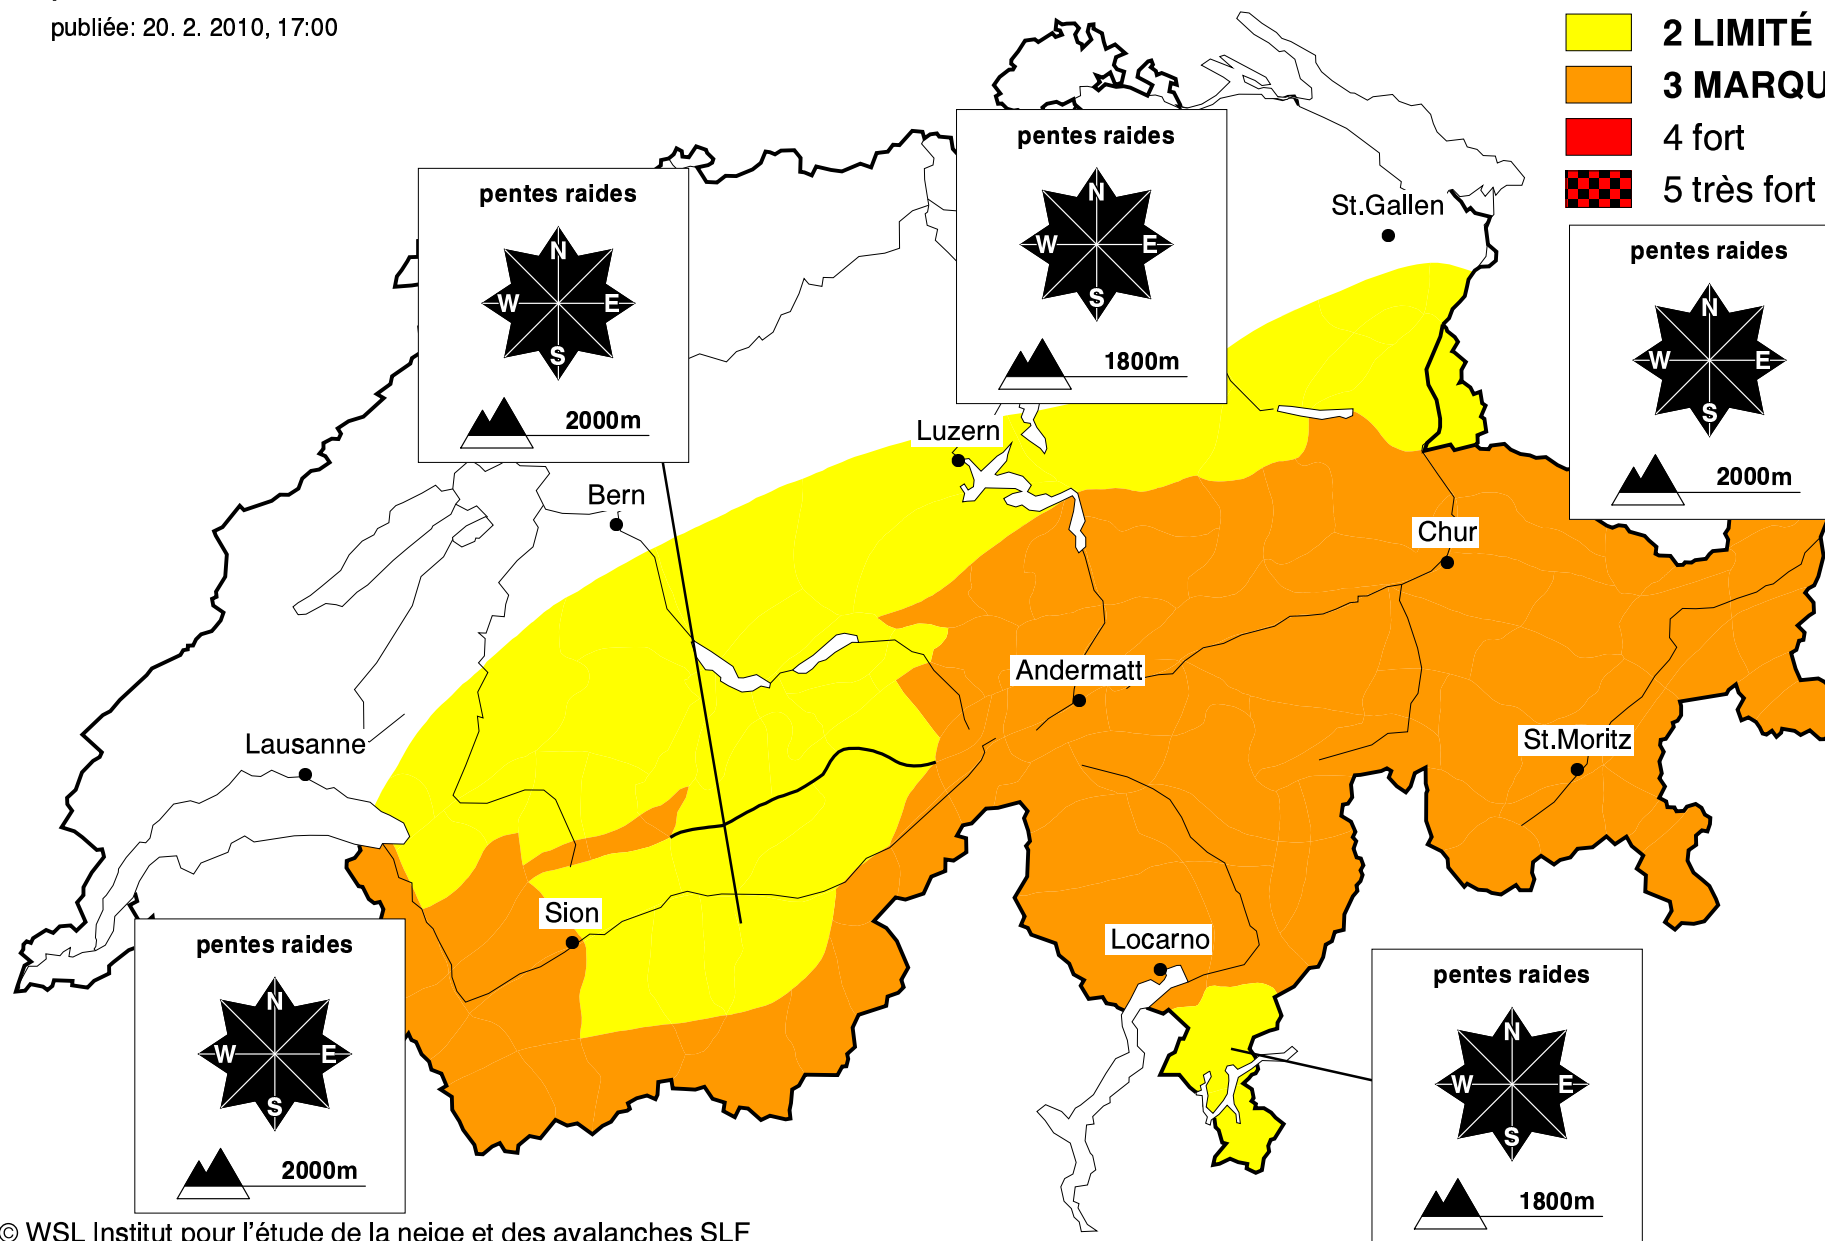 publiée: 20. 2. 2010, 17:00
2 LIMITÉ
3 MARQU
4 fort
5 très fort
pentes raides
N
W E
S
1800m
St.Gallen
pentes raides
N
W E
S
2000m
pentes raides
N
W E
S
2000m
Luzern
Bern
Chur
Andermatt
Lausanne
St.Moritz
Sion
Locarno
pentes raides
N
W E
S
2000m
pentes raides
N
W E
S
1800m
© WSL Institut pour l'étude de la neige et des avalanches SLF